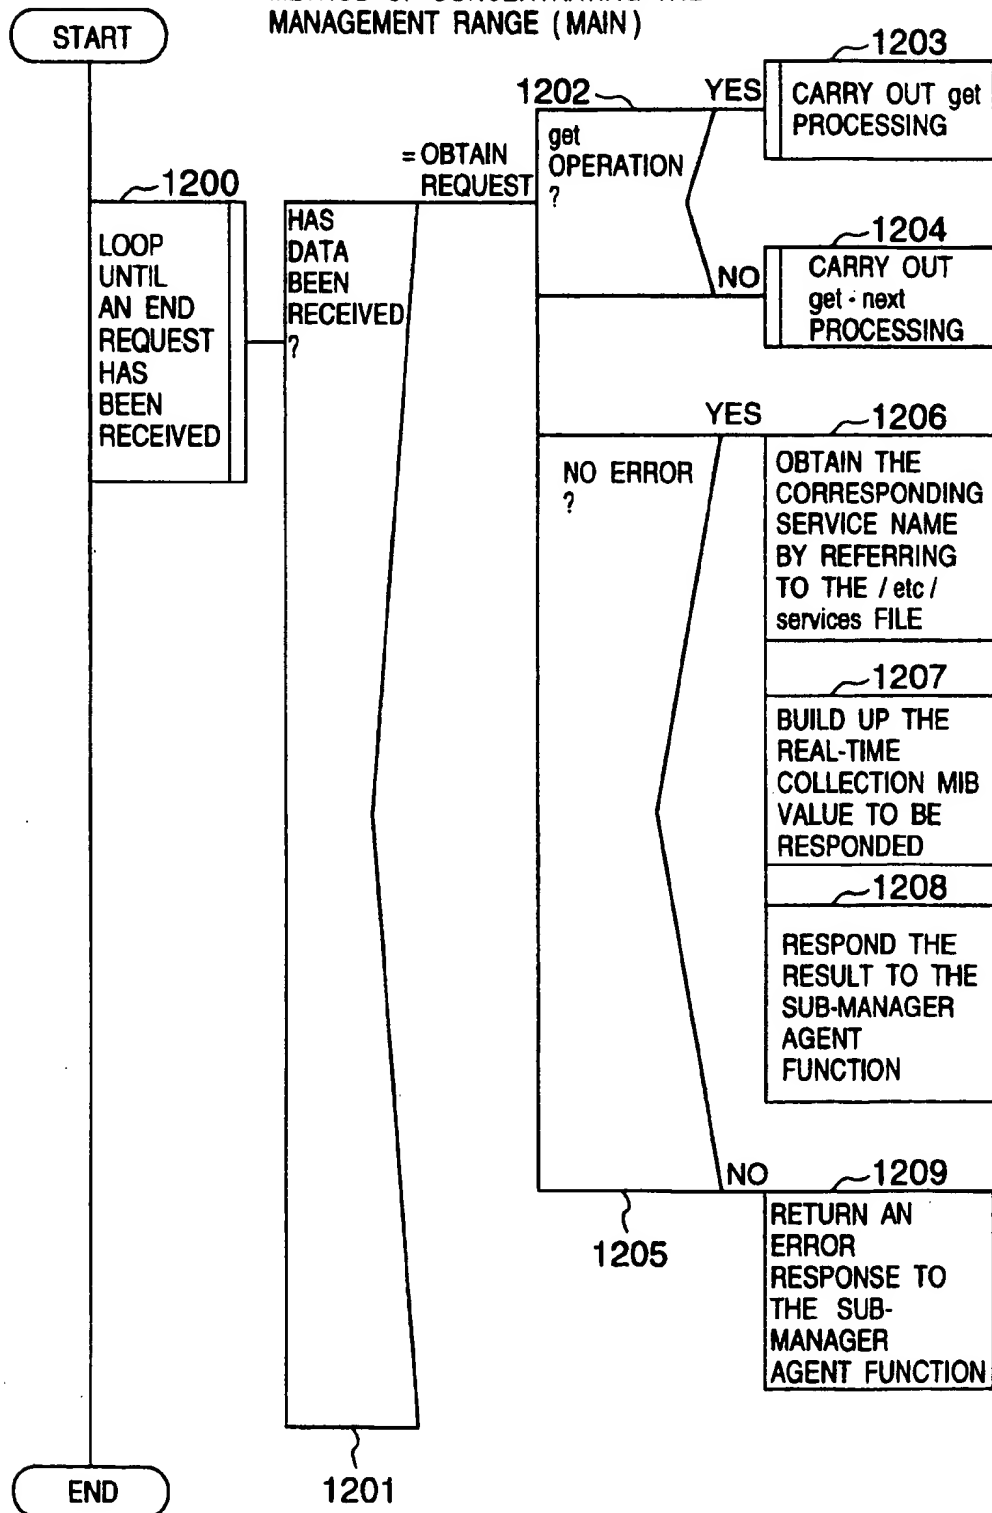 MANAGEMENT RANGE (MAIN)
START
1203
1202
YES
CARRY OUT get
PROCESSING
get
OPERATION
?
= OBTAIN
REQUEST
1200
HAS
DATA
BEEN
RECEIVED
?
LOOP
UNTIL
AN END
REQUEST
HAS
BEEN
RECEIVED
1204
NO
CARRY OUT
get - next
PROCESSING
YES
1206
NO ERROR
?
OBTAIN THE
CORRESPONDING
SERVICE NAME
BY REFERRING
TO THE / etc /
services FILE
1207
BUILD UP THE
REAL-TIME
COLLECTION MIB
VALUE TO BE
RESPONDED
1208
RESPOND THE
RESULT TO THE
SUB-MANAGER
AGENT
FUNCTION
NO
1209
1205
RETURN AN
ERROR
RESPONSE TO
THE SUB-
MANAGER
AGENT FUNCTION
END
1201